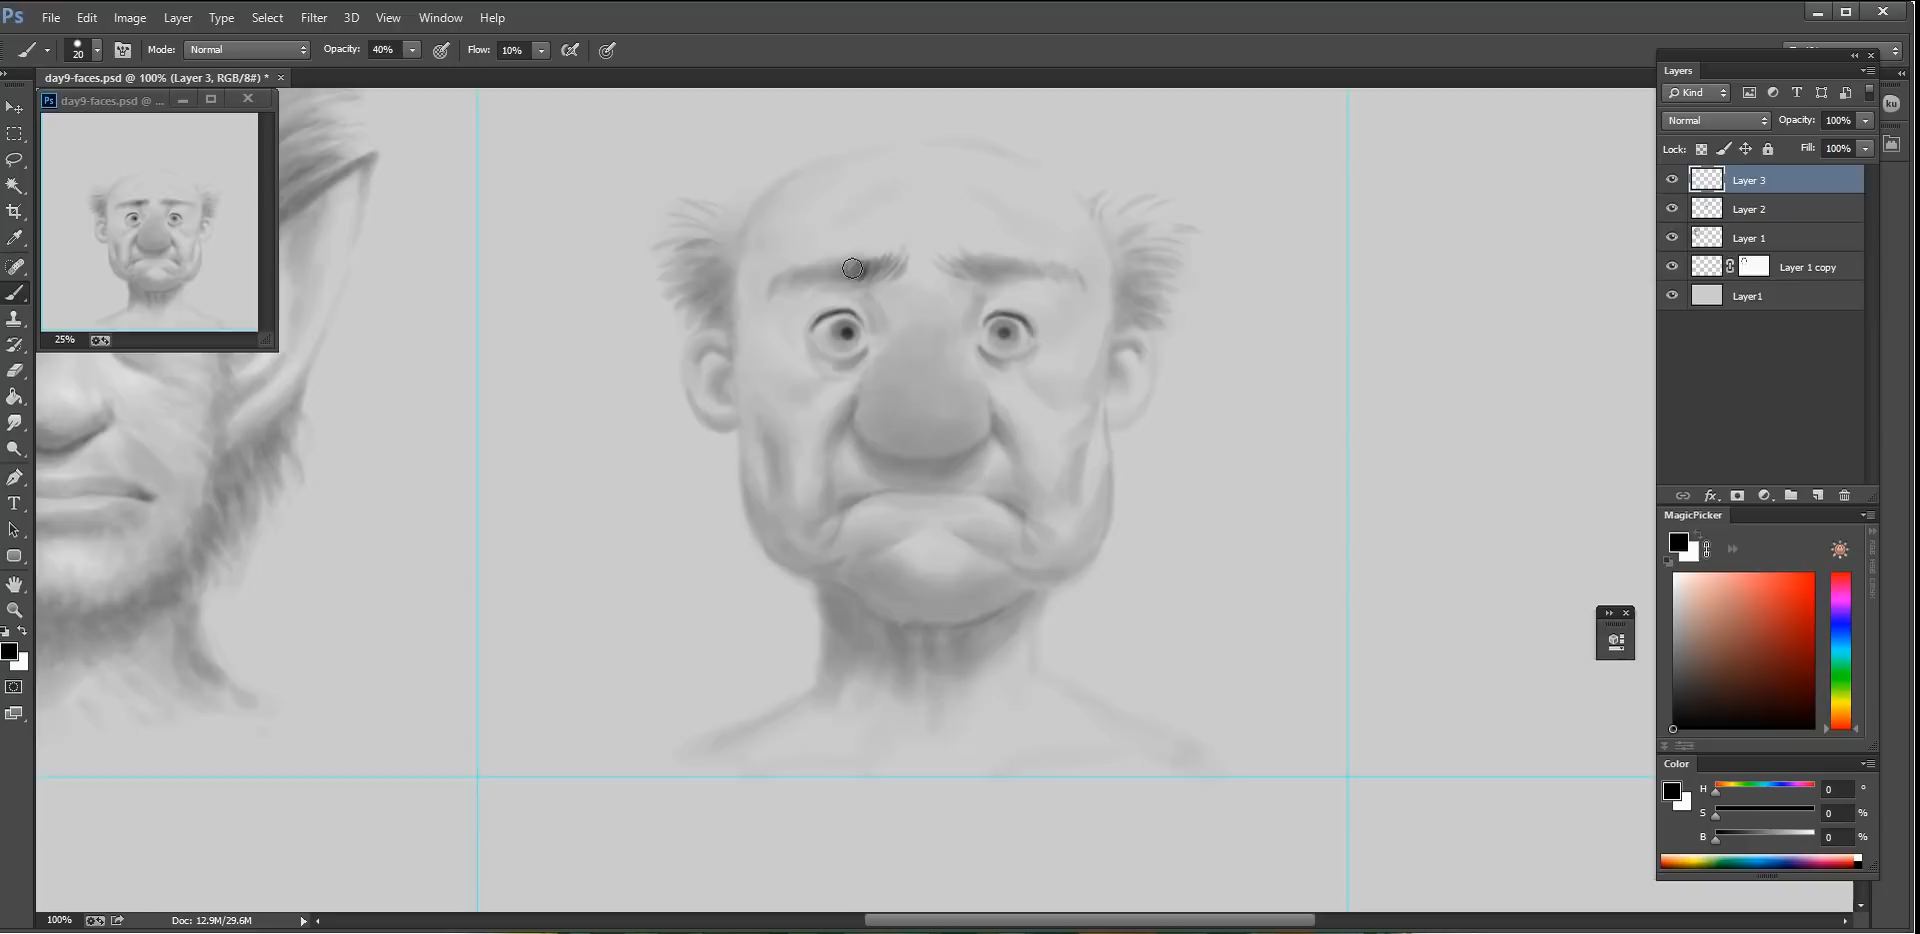 Ps File Edit Image Layer Type Select Filter 3D View Window Help
20 Mode: Normal Opacity: 40% Flow: 10%
day9-faces.psd @ 100% (Layer 3, RGB/8#) * ×
Ps day9-faces.psd @ ...
25%
Layers
Kind
Normal Opacity: 100%
Lock: Fill: 100%
Layer 3
Layer 2
Layer 1
Layer 1 copy
Layer1
fx
ku
MagicPicker
Color
H 0 °
S 0 %
B 0 %
100% Doc: 12.9M/29.6M